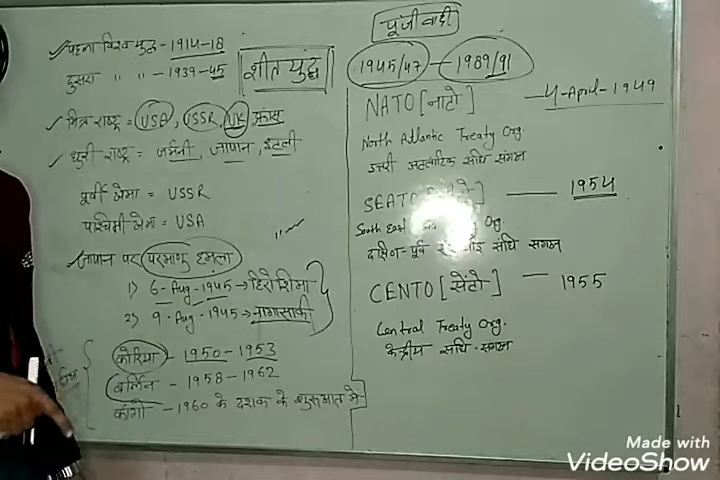 पहला विश्व युद्ध - 1914-18
दुसरा " " - 1939-45
शीत युद्ध
मित्र राष्ट्र = USA, USSR, UK, फ्रांस
धुरी राष्ट्र = जर्मनी, जापान, इटली
पूर्वी खेमा = USSR
पाश्चिमी खेमा = USA
जापान पर परमाणु हमला
1) 6-Aug-1945 → हिरोशिमा
2) 9-Aug-1945 → नागासाकी
कोरिया - 1950-1953
बर्लिन - 1958-1962
कांगो - 1960 के दशक के शुरुआत में
पूंजीवादी
1945/47 - 1989/91
NATO [नाटो] — 4-April-1949
North Atlantic Treaty Org.
उत्तरी अटलांटिक संधि संगठन
SEATO — 1954
South East Org.
दक्षिण-पूर्व संधि संगठन
CENTO [सेंटो] — 1955
Central Treaty Org.
केंद्रीय संधि-संगठन
Made with
VideoShow